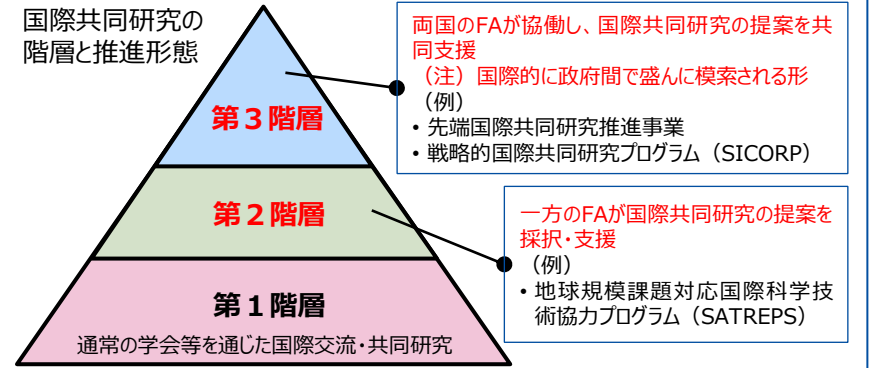 国際共同研究の
階層と推進形態
両国のFAが協働し、国際共同研究の提案を共
同支援
（注）国際的に政府間で盛んに模索される形
（例）
• 先端国際共同研究推進事業
• 戦略的国際共同研究プログラム（SICORP）
第３階層
第２階層
一方のFAが国際共同研究の提案を
採択・支援
（例）
• 地球規模課題対応国際科学技
術協力プログラム（SATREPS）
第１階層
通常の学会等を通じた国際交流・共同研究